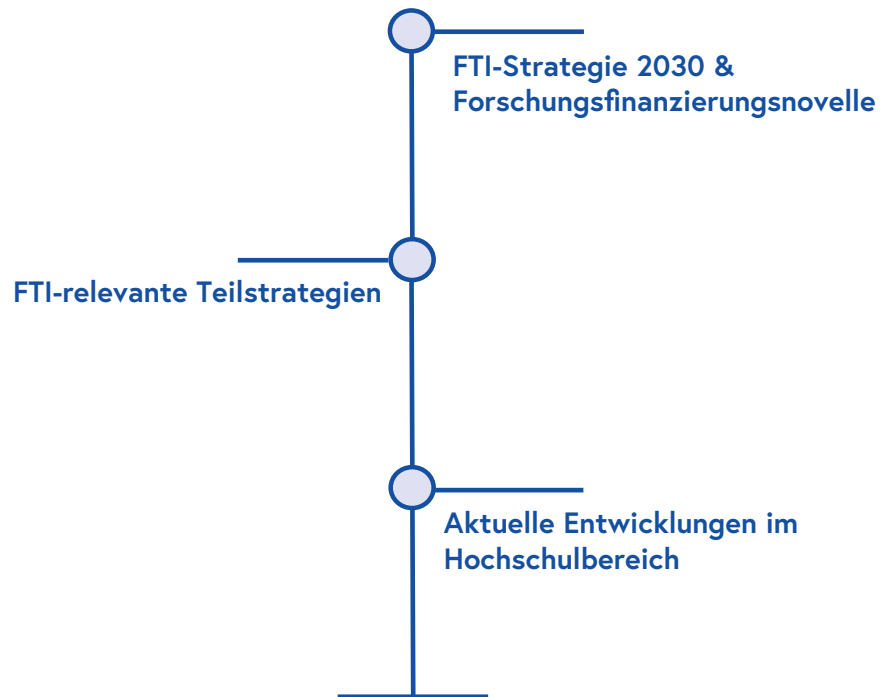 FTI-Strategie 2030 &
Forschungsfinanzierungsnovelle
FTI-relevante Teilstrategien
Aktuelle Entwicklungen im
Hochschulbereich